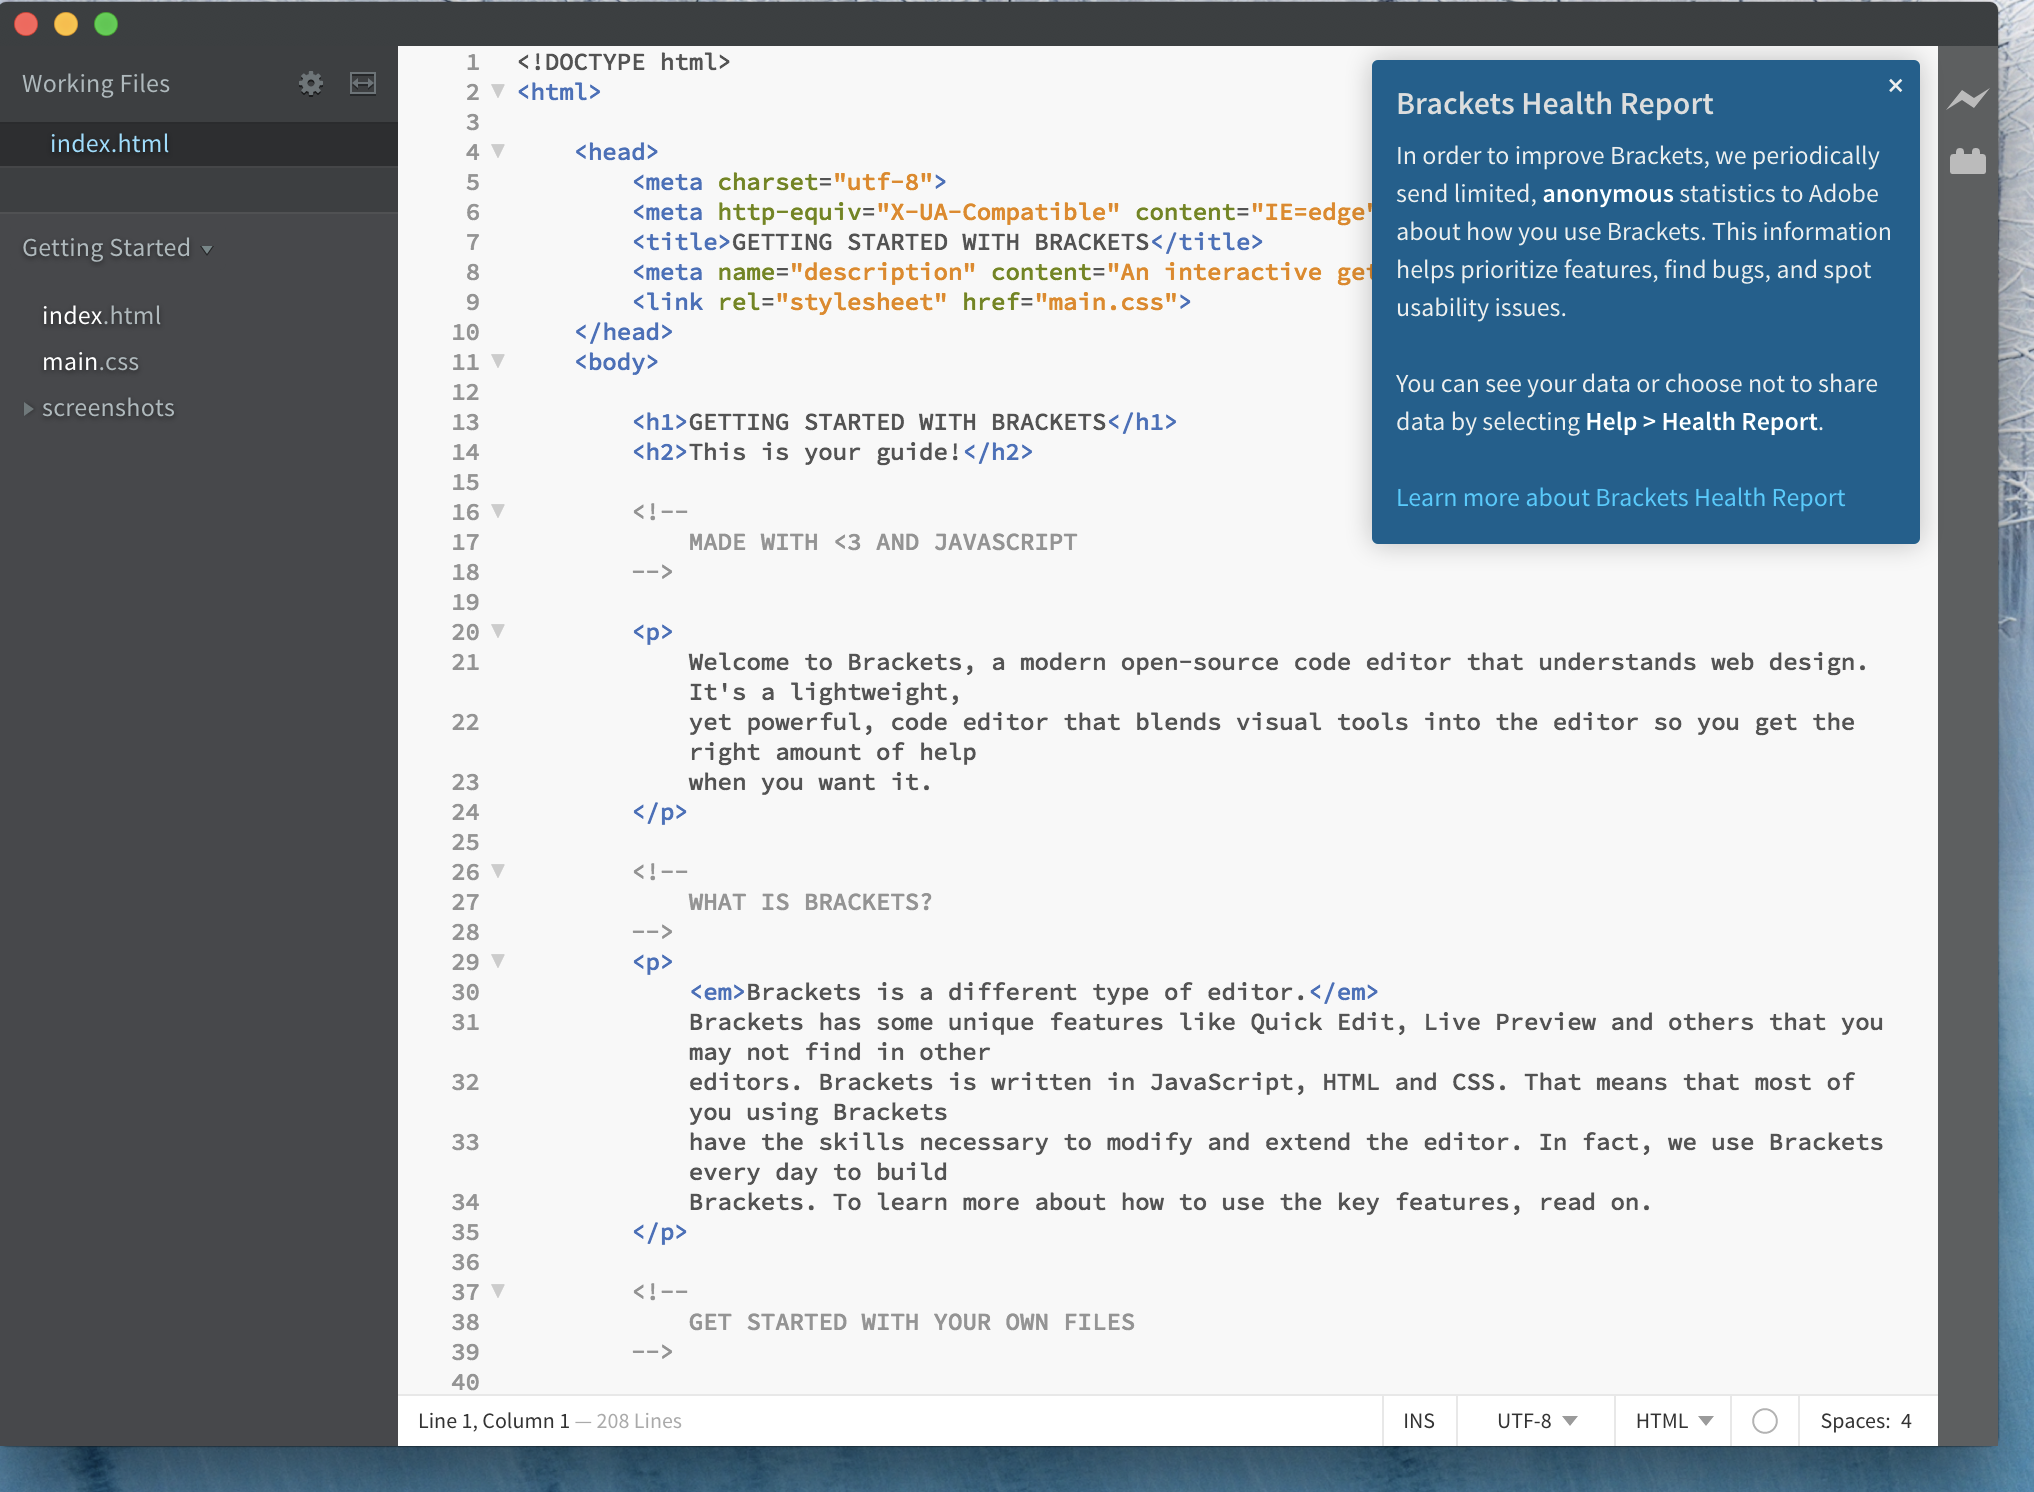 Working Files
index.html
Getting Started
index.html
main.css
screenshots
1 <!DOCTYPE html>
2 <html>
3
4 <head>
5 <meta charset="utf-8">
6 <meta http-equiv="X-UA-Compatible" content="IE=edge"
7 <title>GETTING STARTED WITH BRACKETS</title>
8 <meta name="description" content="An interactive get
9 <link rel="stylesheet" href="main.css">
10 </head>
11 <body>
12
13 <h1>GETTING STARTED WITH BRACKETS</h1>
14 <h2>This is your guide!</h2>
15
16 <!--
17 MADE WITH <3 AND JAVASCRIPT
18 -->
19
20 <p>
21 Welcome to Brackets, a modern open-source code editor that understands web design.
It's a lightweight,
22 yet powerful, code editor that blends visual tools into the editor so you get the
right amount of help
23 when you want it.
24 </p>
25
26 <!--
27 WHAT IS BRACKETS?
28 -->
29 <p>
30 <em>Brackets is a different type of editor.</em>
31 Brackets has some unique features like Quick Edit, Live Preview and others that you
may not find in other
32 editors. Brackets is written in JavaScript, HTML and CSS. That means that most of
you using Brackets
33 have the skills necessary to modify and extend the editor. In fact, we use Brackets
every day to build
34 Brackets. To learn more about how to use the key features, read on.
35 </p>
36
37 <!--
38 GET STARTED WITH YOUR OWN FILES
39 -->
40
Brackets Health Report
×
In order to improve Brackets, we periodically
send limited, anonymous statistics to Adobe
about how you use Brackets. This information
helps prioritize features, find bugs, and spot
usability issues.
You can see your data or choose not to share
data by selecting Help > Health Report.
Learn more about Brackets Health Report
Line 1, Column 1 — 208 Lines
INS
UTF-8
HTML
Spaces: 4